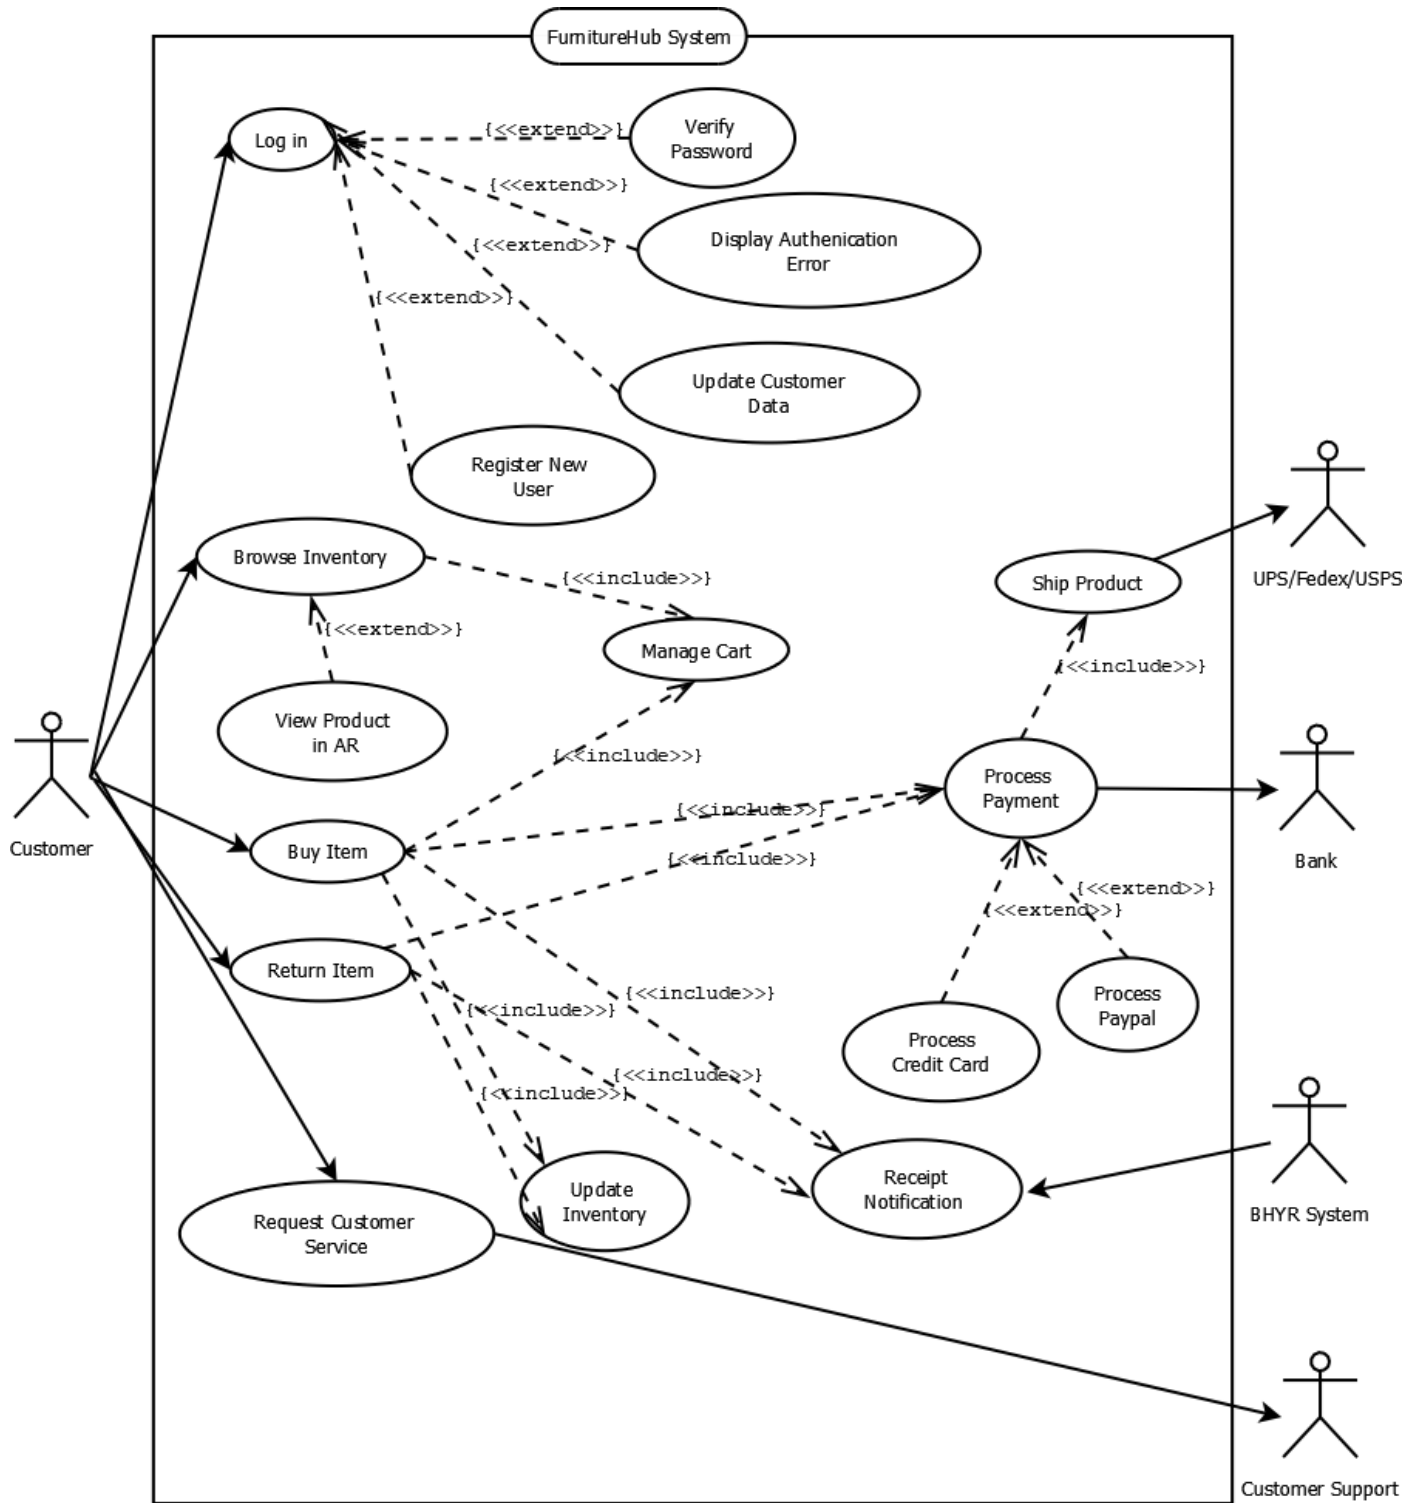 FurnitureHub System
Log in
{<<extend>>}
Verify
Password
{<<extend>>}
Display Authenication
Error
{<<extend>>}
{<<extend>>}
Update Customer
Data
Register New
User
Browse Inventory
{<<include>>}
Ship Product
UPS/Fedex/USPS
{<<extend>>}
Manage Cart
{<<include>>}
View Product
in AR
{<<include>>}
Process
Payment
Customer
Buy Item
{<<include>>}
{<<include>>}
Bank
{<<extend>>}
{<<extend>>}
Return Item
{<<include>>}
{<<include>>}
Process
Paypal
Process
Credit Card
{<<include>>}
{<<include>>}
Receipt
Notification
Update
Inventory
BHYR System
Request Customer
Service
Customer Support